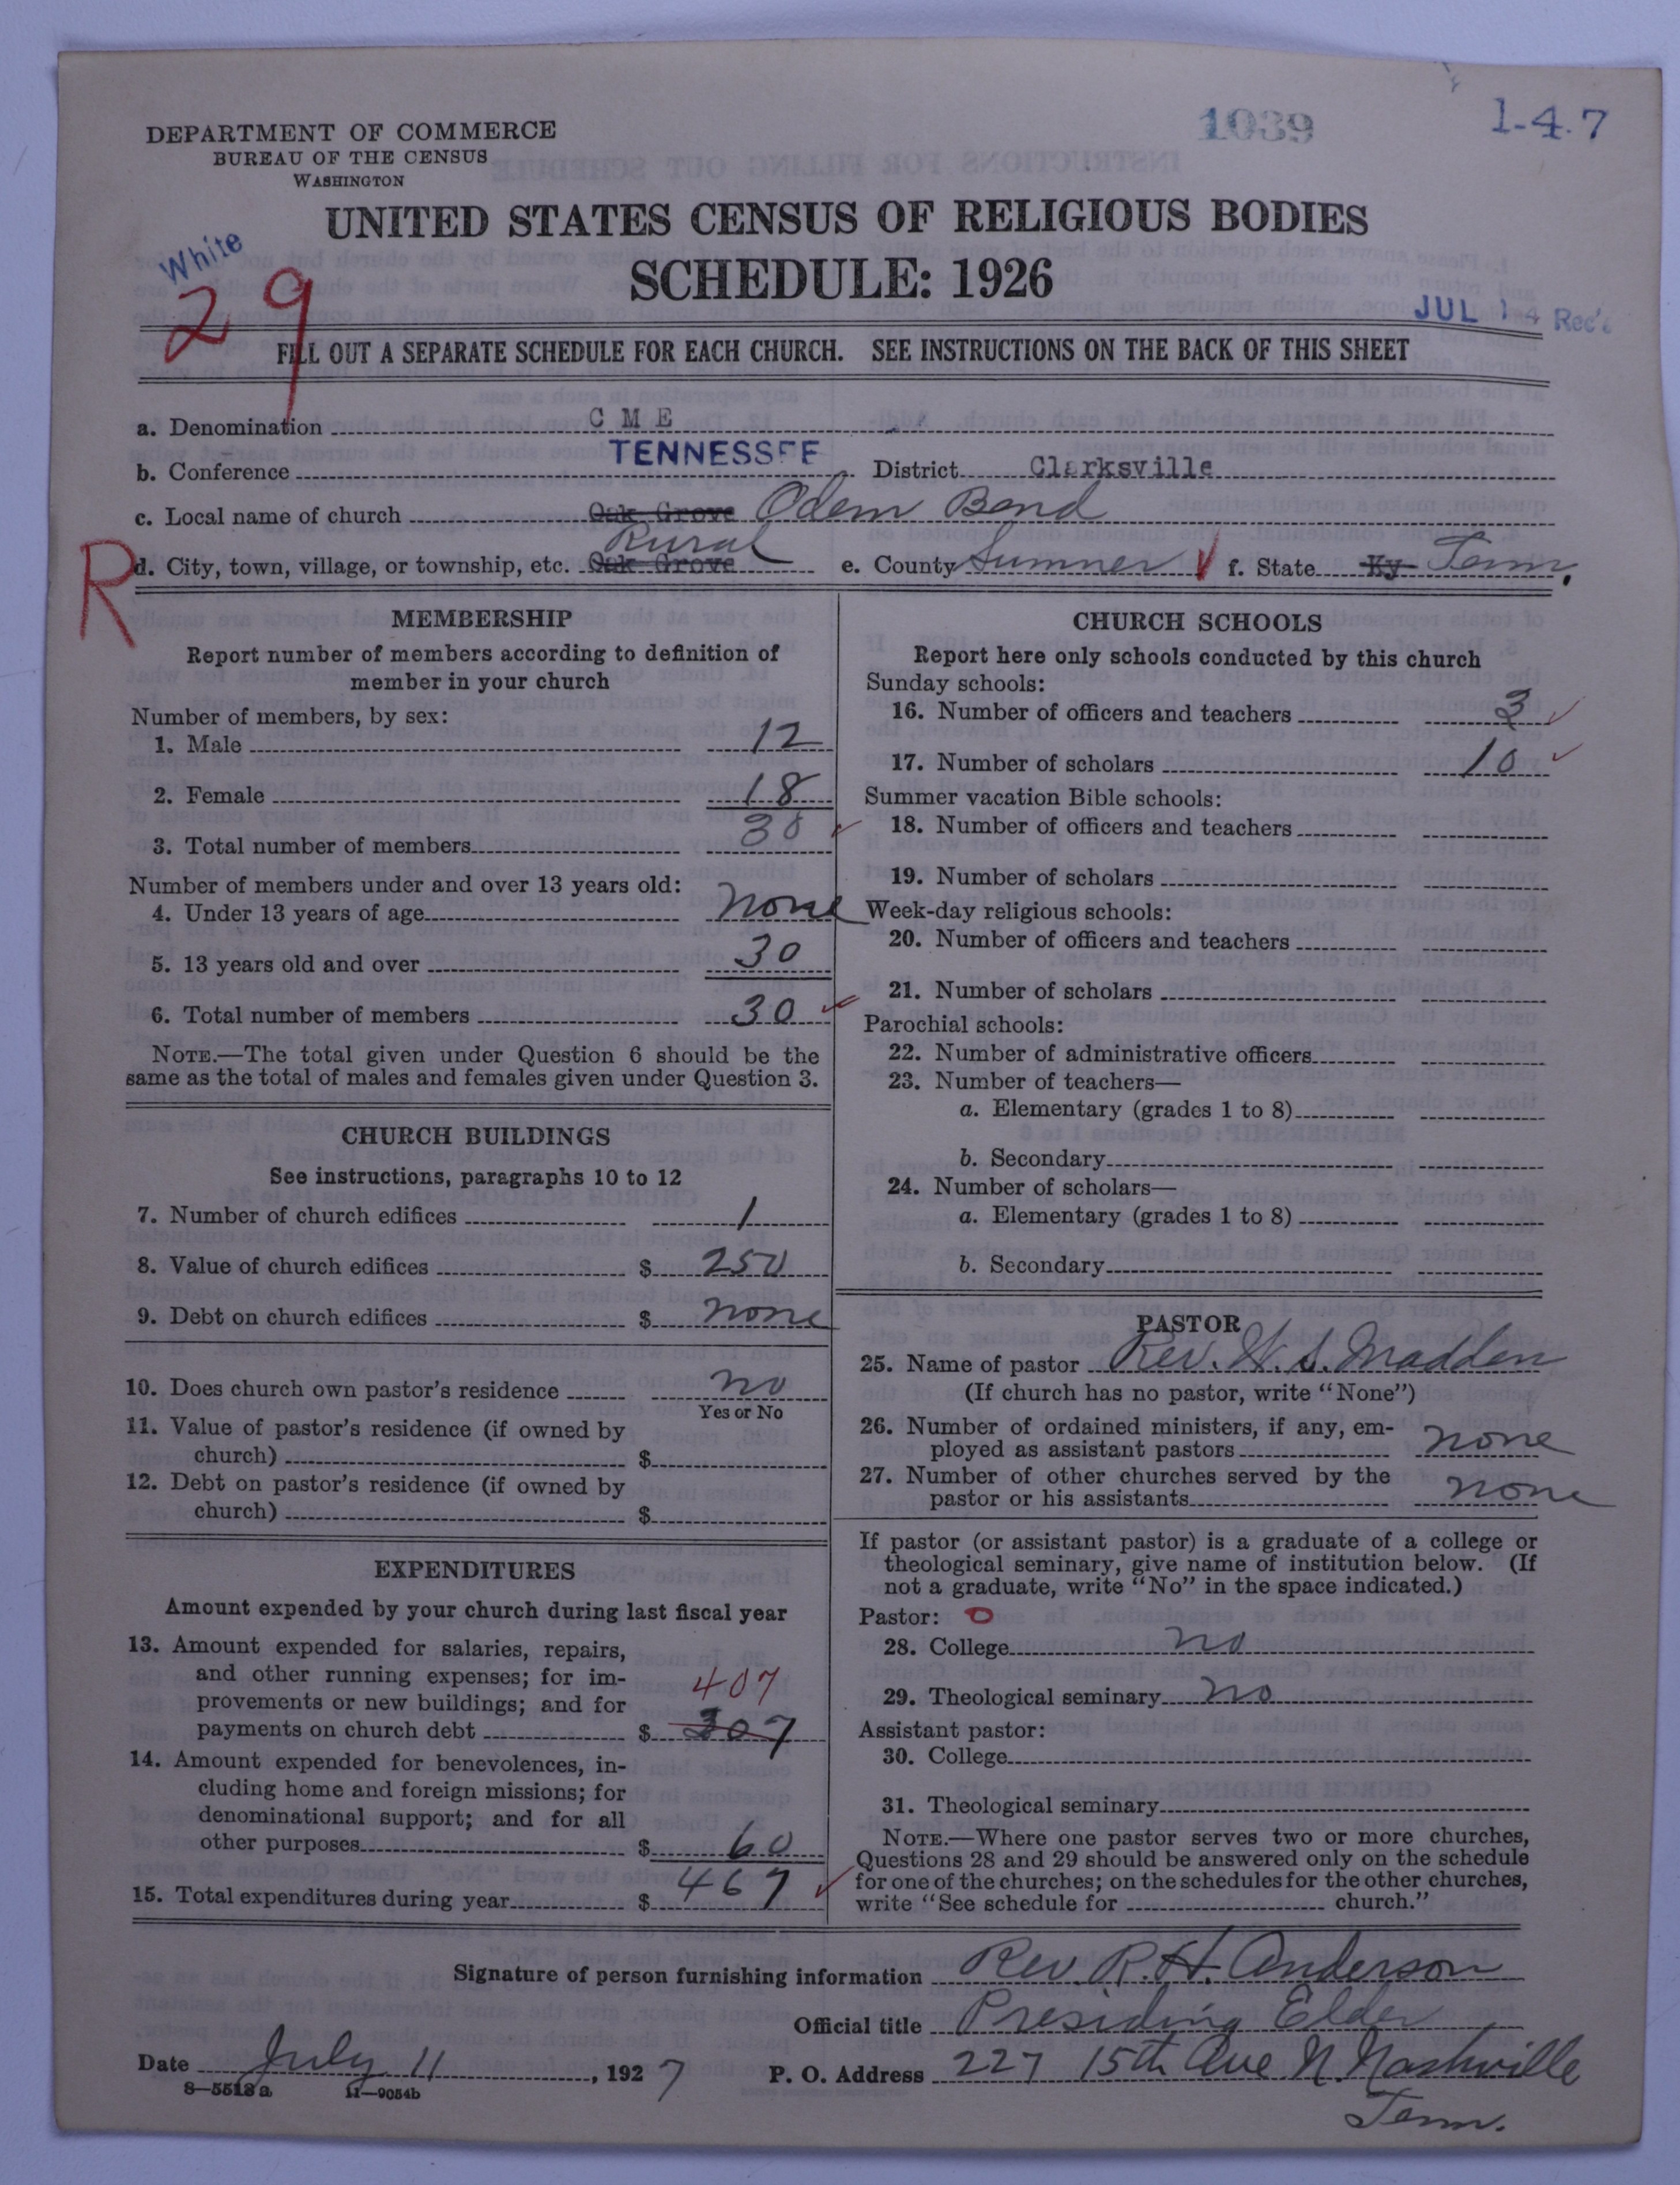 DEPARTMENT OF COMMERCE
BUREAU OF THE CENSUS
WASHINGTON
1039
1-4-7
UNITED STATES CENSUS OF RELIGIOUS BODIES
SCHEDULE: 1926
White
29
JUL 14 Rec'd
FILL OUT A SEPARATE SCHEDULE FOR EACH CHURCH. SEE INSTRUCTIONS ON THE BACK OF THIS SHEET
a. Denomination C M E
b. Conference TENNESSEE District Clarksville
c. Local name of church Oak Grove Odem Bend
R
d. City, town, village, or township, etc. Oak Grove Rural e. County Sumner f. State Ky Tenn.
MEMBERSHIP
Report number of members according to definition of
member in your church
Number of members, by sex:
1. Male 12
2. Female 18
3. Total number of members 30
Number of members under and over 13 years old:
4. Under 13 years of age none
5. 13 years old and over 30
6. Total number of members 30
NOTE.—The total given under Question 6 should be the
same as the total of males and females given under Question 3.
CHURCH BUILDINGS
See instructions, paragraphs 10 to 12
7. Number of church edifices 1
8. Value of church edifices $ 250
9. Debt on church edifices $ none
10. Does church own pastor's residence no
Yes or No
11. Value of pastor's residence (if owned by
church) $
12. Debt on pastor's residence (if owned by
church) $
EXPENDITURES
Amount expended by your church during last fiscal year
13. Amount expended for salaries, repairs,
and other running expenses; for im-
provements or new buildings; and for
407
payments on church debt $ 307
14. Amount expended for benevolences, in-
cluding home and foreign missions; for
denominational support; and for all
other purposes $ 60
15. Total expenditures during year $ 467
CHURCH SCHOOLS
Report here only schools conducted by this church
Sunday schools:
16. Number of officers and teachers 3
17. Number of scholars 10
Summer vacation Bible schools:
18. Number of officers and teachers
19. Number of scholars
Week-day religious schools:
20. Number of officers and teachers
21. Number of scholars
Parochial schools:
22. Number of administrative officers
23. Number of teachers—
a. Elementary (grades 1 to 8)
b. Secondary
24. Number of scholars—
a. Elementary (grades 1 to 8)
b. Secondary
PASTOR
25. Name of pastor Rev. W. S. Madden
(If church has no pastor, write "None")
26. Number of ordained ministers, if any, em-
ployed as assistant pastors none
27. Number of other churches served by the
pastor or his assistants none
If pastor (or assistant pastor) is a graduate of a college or
theological seminary, give name of institution below. (If
not a graduate, write "No" in the space indicated.)
Pastor: 0
28. College no
29. Theological seminary no
Assistant pastor:
30. College
31. Theological seminary
NOTE.—Where one pastor serves two or more churches,
Questions 28 and 29 should be answered only on the schedule
for one of the churches; on the schedules for the other churches,
write "See schedule for church."
Signature of person furnishing information Rev. R. H. Anderson
Official title Presiding Elder
Date July 11, 1927 P. O. Address 227 15th Ave N. Nashville
Tenn.
8—5518 a 11—9054b